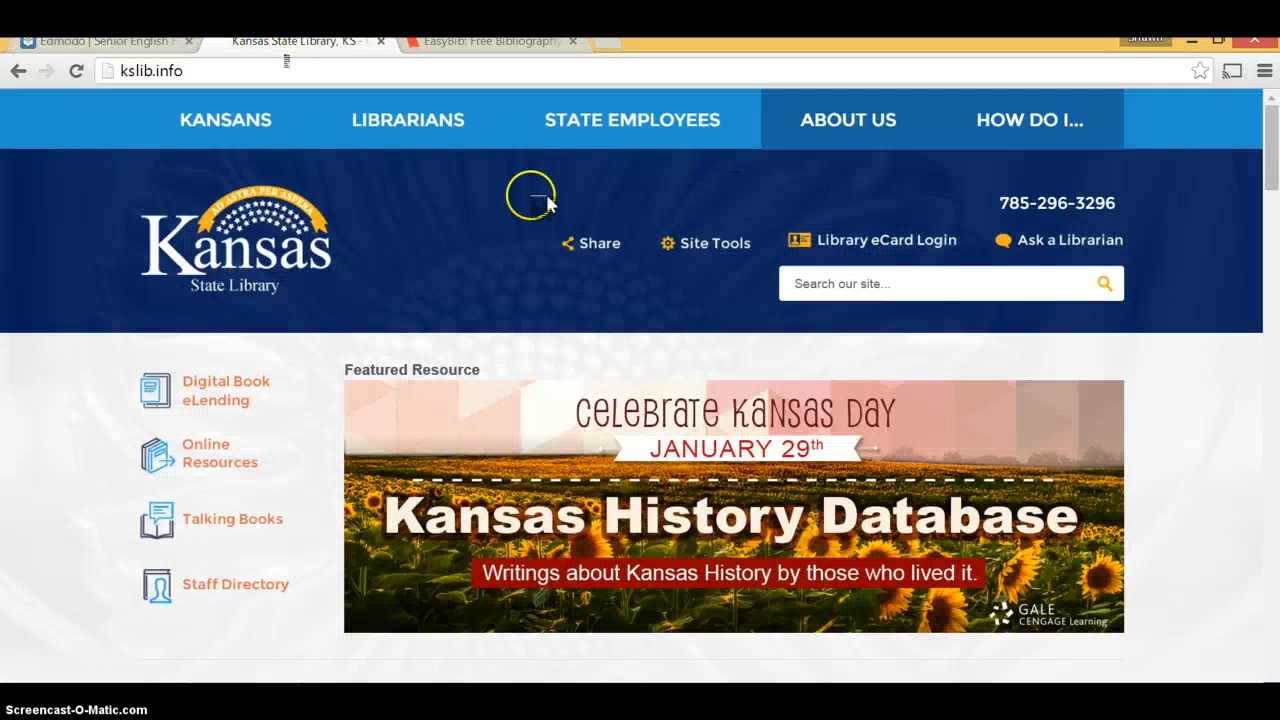 Edmodo | Senior English F
Kansas State Library, KS -
EasyBib: Free Bibliography
Shawn
kslib.info
KANSANS
LIBRARIANS
STATE EMPLOYEES
ABOUT US
HOW DO I...
AD ASTRA PER ASPERA
Kansas
State Library
785-296-3296
Share
Site Tools
Library eCard Login
Ask a Librarian
Search our site...
Digital Book
eLending
Online
Resources
Talking Books
Staff Directory
Featured Resource
CELEBRATE KANSAS DAY
JANUARY 29th
Kansas History Database
Writings about Kansas History by those who lived it.
GALE
CENGAGE Learning
Screencast-O-Matic.com